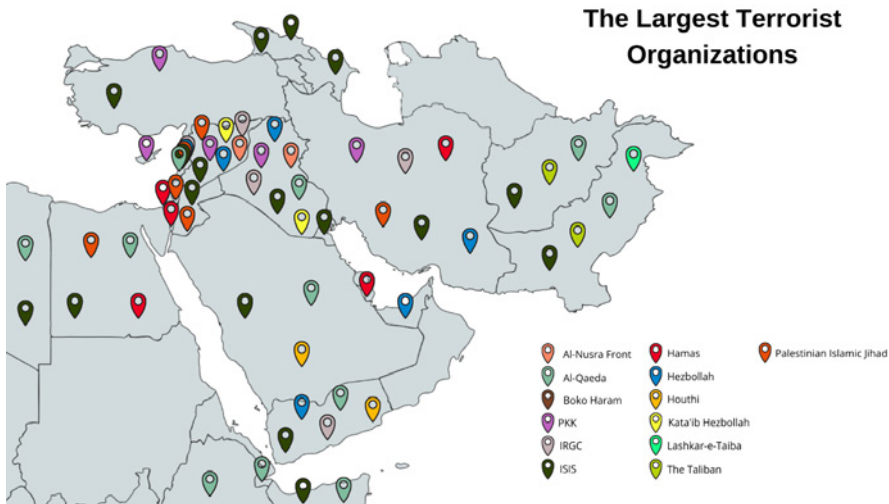 The Largest Terrorist
Organizations
Al-Nusra Front
Al-Qaeda
Boko Haram
PKK
IRGC
ISIS
Hamas
Hezbollah
Houthi
Kata'ib Hezbollah
Lashkar-e-Taiba
The Taliban
Palestinian Islamic Jihad